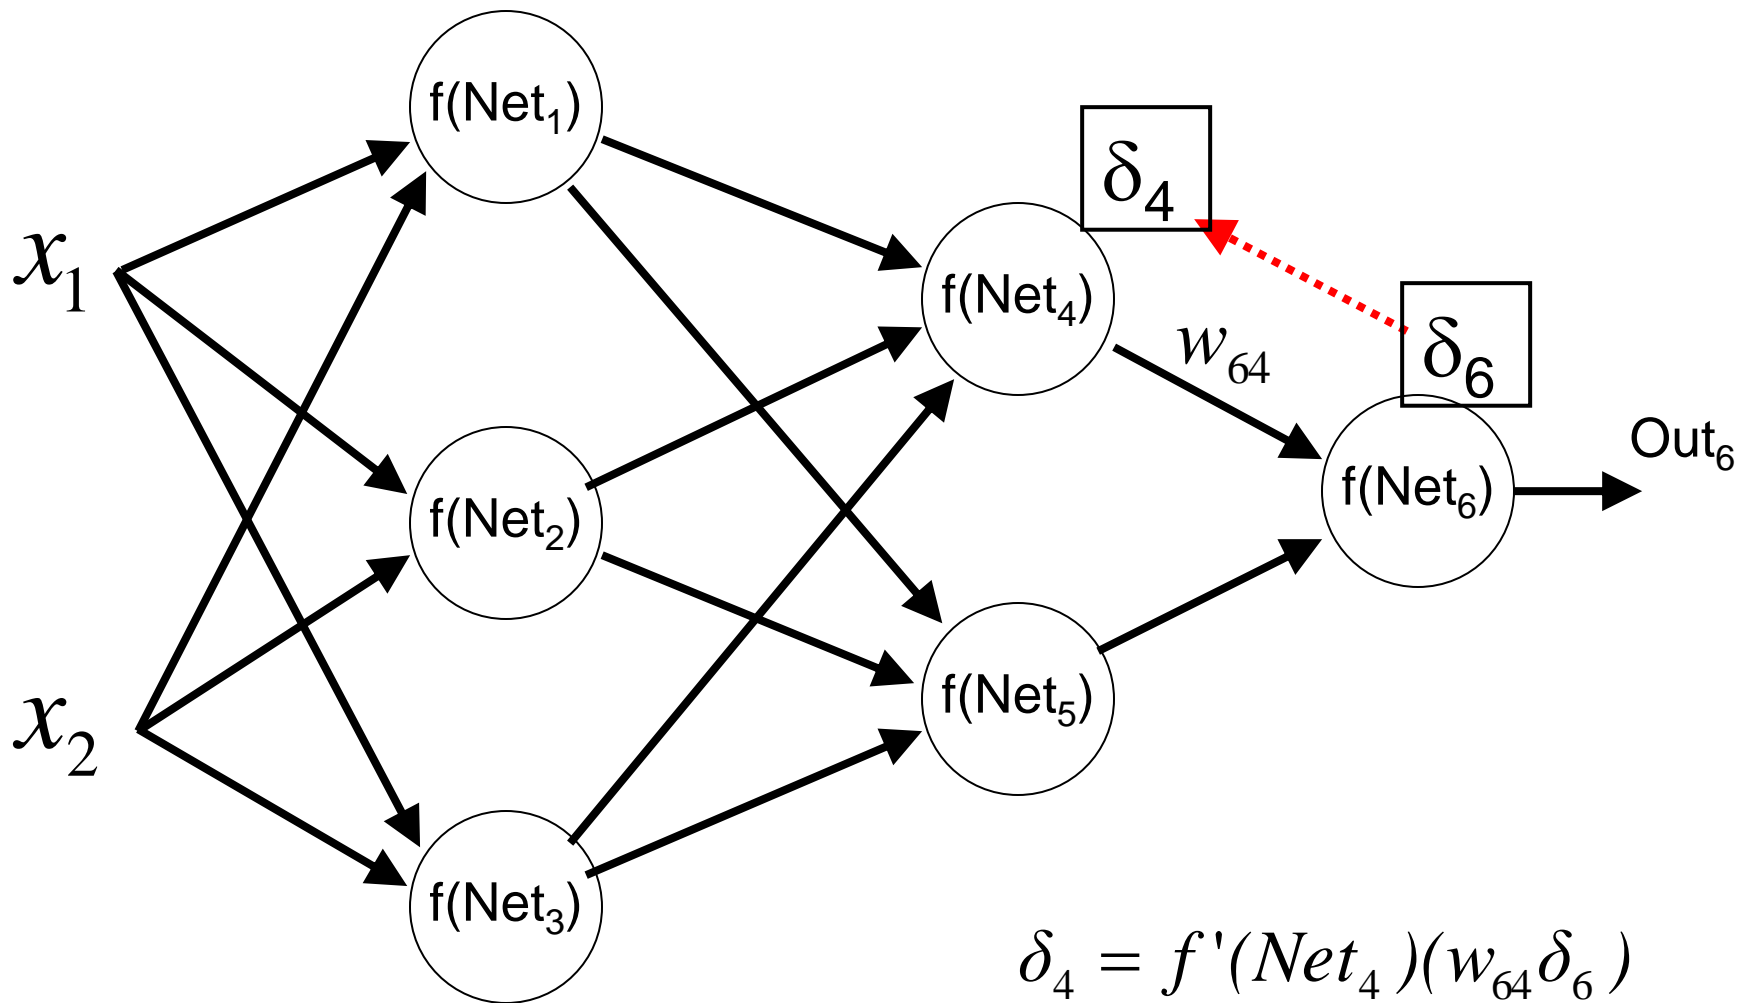 f(Net₁)
δ₄
x₁
f(Net₄)
w₆₄
δ₆
Out₆
f(Net₂)
f(Net₆)
f(Net₅)
x₂
f(Net₃)
δ₄ = f '(Net₄)(w₆₄δ₆)